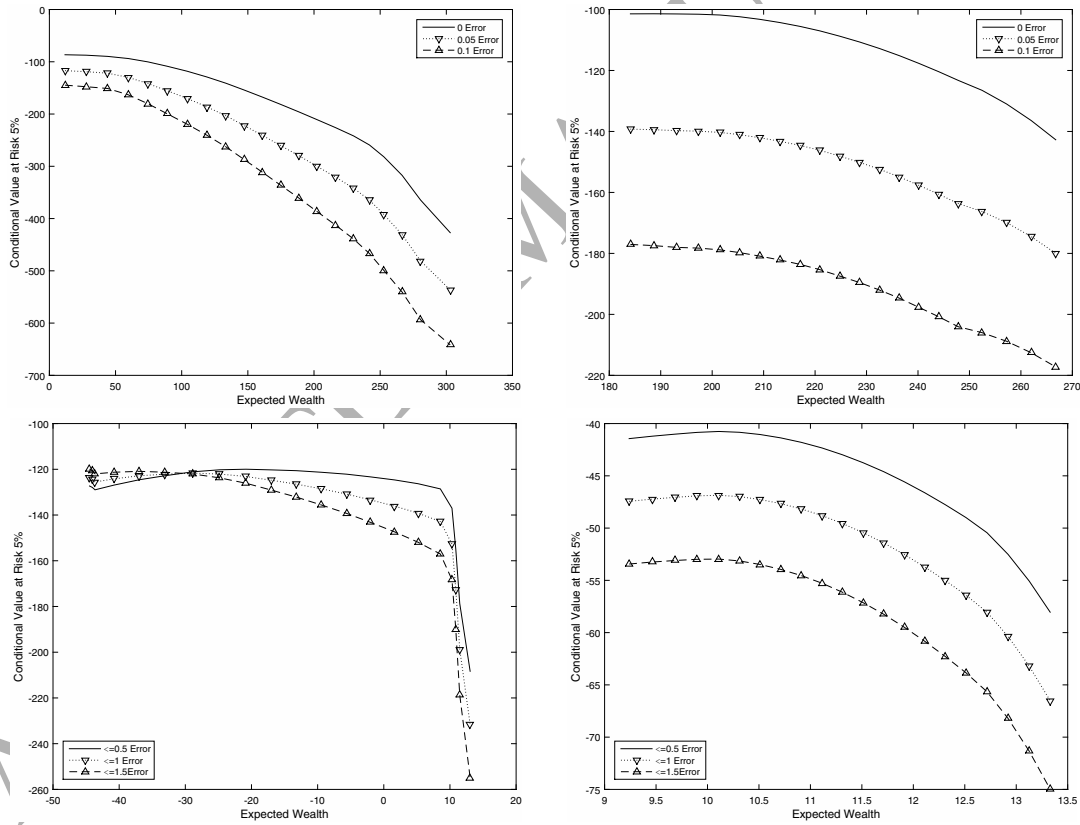 0
-100
-200
-300
-400
-500
-600
-700
0 50 100 150 200 250 300 350
Conditional Value at Risk 5%
Expected Wealth
0 Error
0.05 Error
0.1 Error
-100
-120
-140
-160
-180
-200
-220
180 190 200 210 220 230 240 250 260 270
Conditional Value at Risk 5%
Expected Wealth
0 Error
0.05 Error
0.1 Error
-100
-120
-140
-160
-180
-200
-220
-240
-260
-50 -40 -30 -20 -10 0 10 20
Conditional Value at Risk 5%
Expected Wealth
<=0.5 Error
<=1 Error
<=1.5Error
-40
-45
-50
-55
-60
-65
-70
-75
9 9.5 10 10.5 11 11.5 12 12.5 13 13.5
Conditional Value at Risk 5%
Expected Wealth
<=0.5 Error
<=1 Error
<=1.5Error